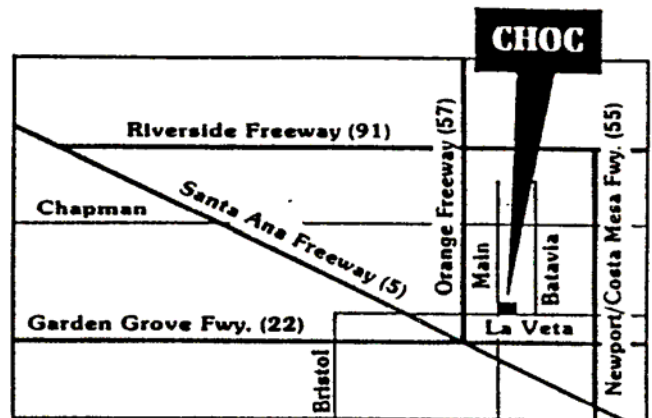 CHOC
Riverside Freeway (91)
Orange Freeway (57)
Newport/Costa Mesa Fwy. (55)
Santa Ana Freeway (5)
Chapman
Main
Batavia
Garden Grove Fwy. (22)
La Veta
Bristol